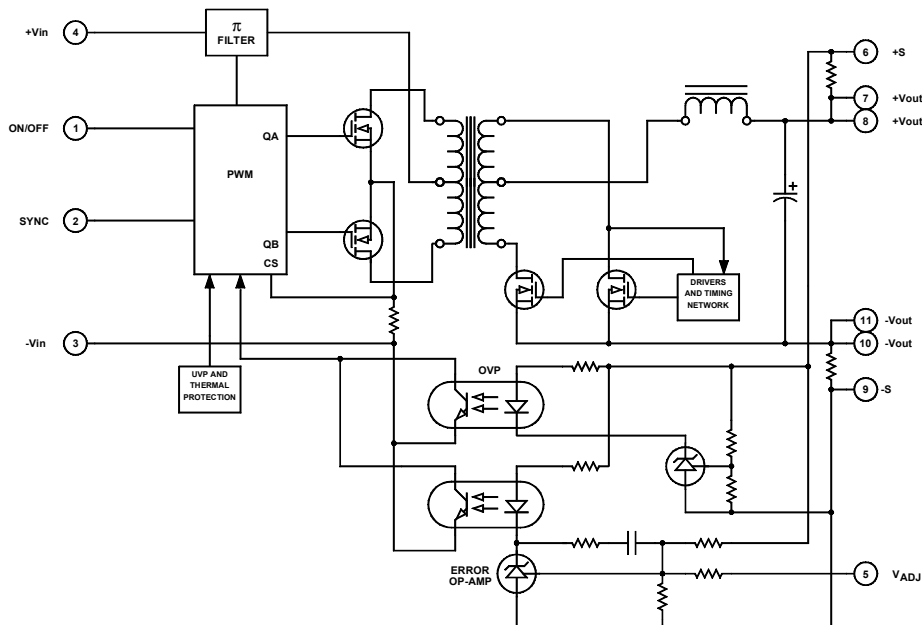 +Vin
4
π
FILTER
6
+S
7
+Vout
8
+Vout
ON/OFF
1
QA
PWM
SYNC
2
QB
CS
+
DRIVERS
AND TIMING
NETWORK
11
-Vout
-Vin
3
10
-Vout
UVP AND
THERMAL
PROTECTION
OVP
9
-S
ERROR
OP-AMP
5
VADJ